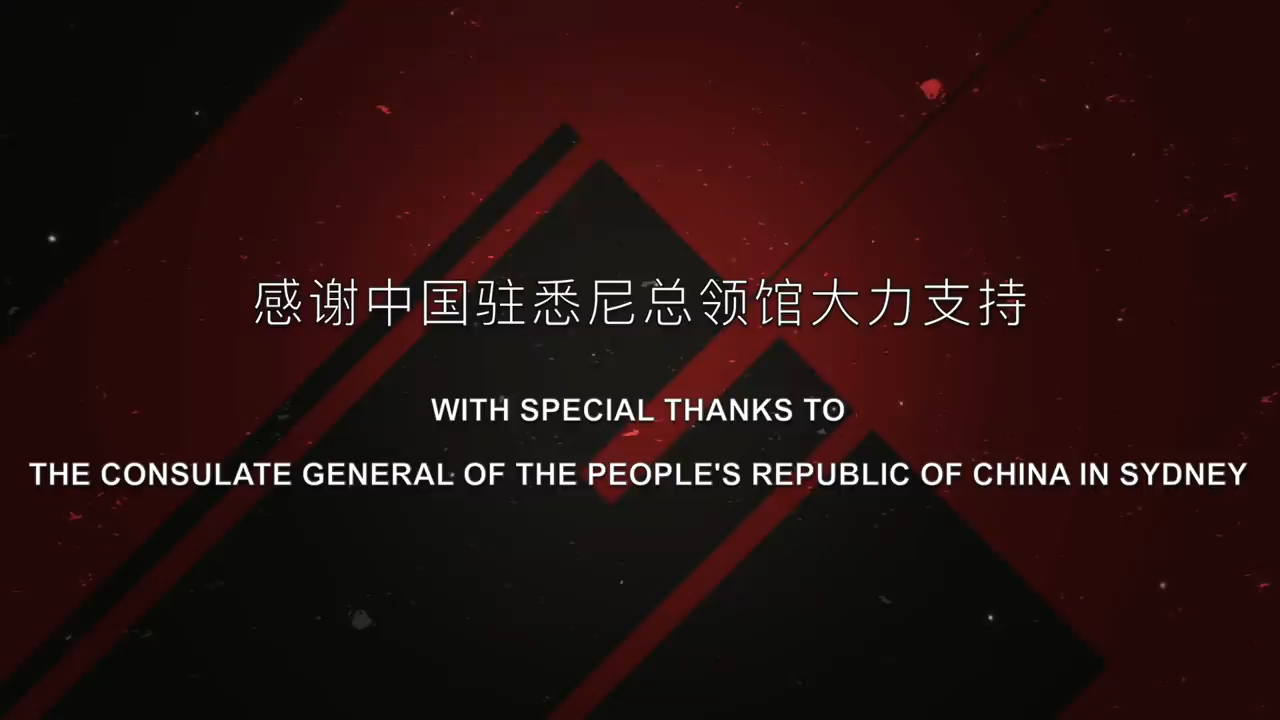 感谢中国驻悉尼总领馆大力支持
WITH SPECIAL THANKS TO
THE CONSULATE GENERAL OF THE PEOPLE'S REPUBLIC OF CHINA IN SYDNEY